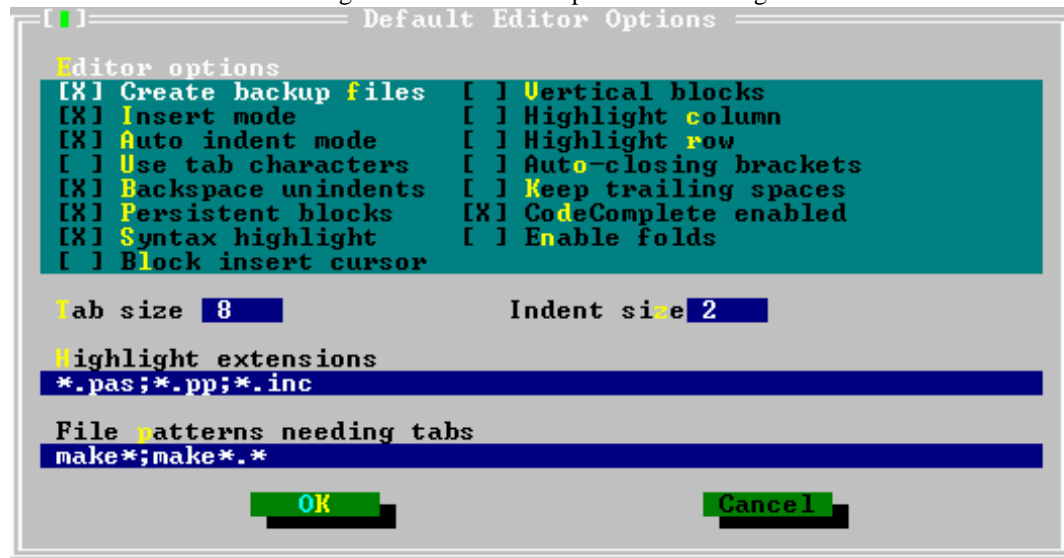 [▮] Default Editor Options
Editor options
[X] Create backup files [ ] Vertical blocks
[X] Insert mode [ ] Highlight column
[X] Auto indent mode [ ] Highlight row
[ ] Use tab characters [ ] Auto-closing brackets
[X] Backspace unindents [ ] Keep trailing spaces
[X] Persistent blocks [X] CodeComplete enabled
[X] Syntax highlight [ ] Enable folds
[ ] Block insert cursor
Tab size 8 Indent size 2
Highlight extensions
*.pas;*.pp;*.inc
File patterns needing tabs
make*;make*.*
OK Cancel